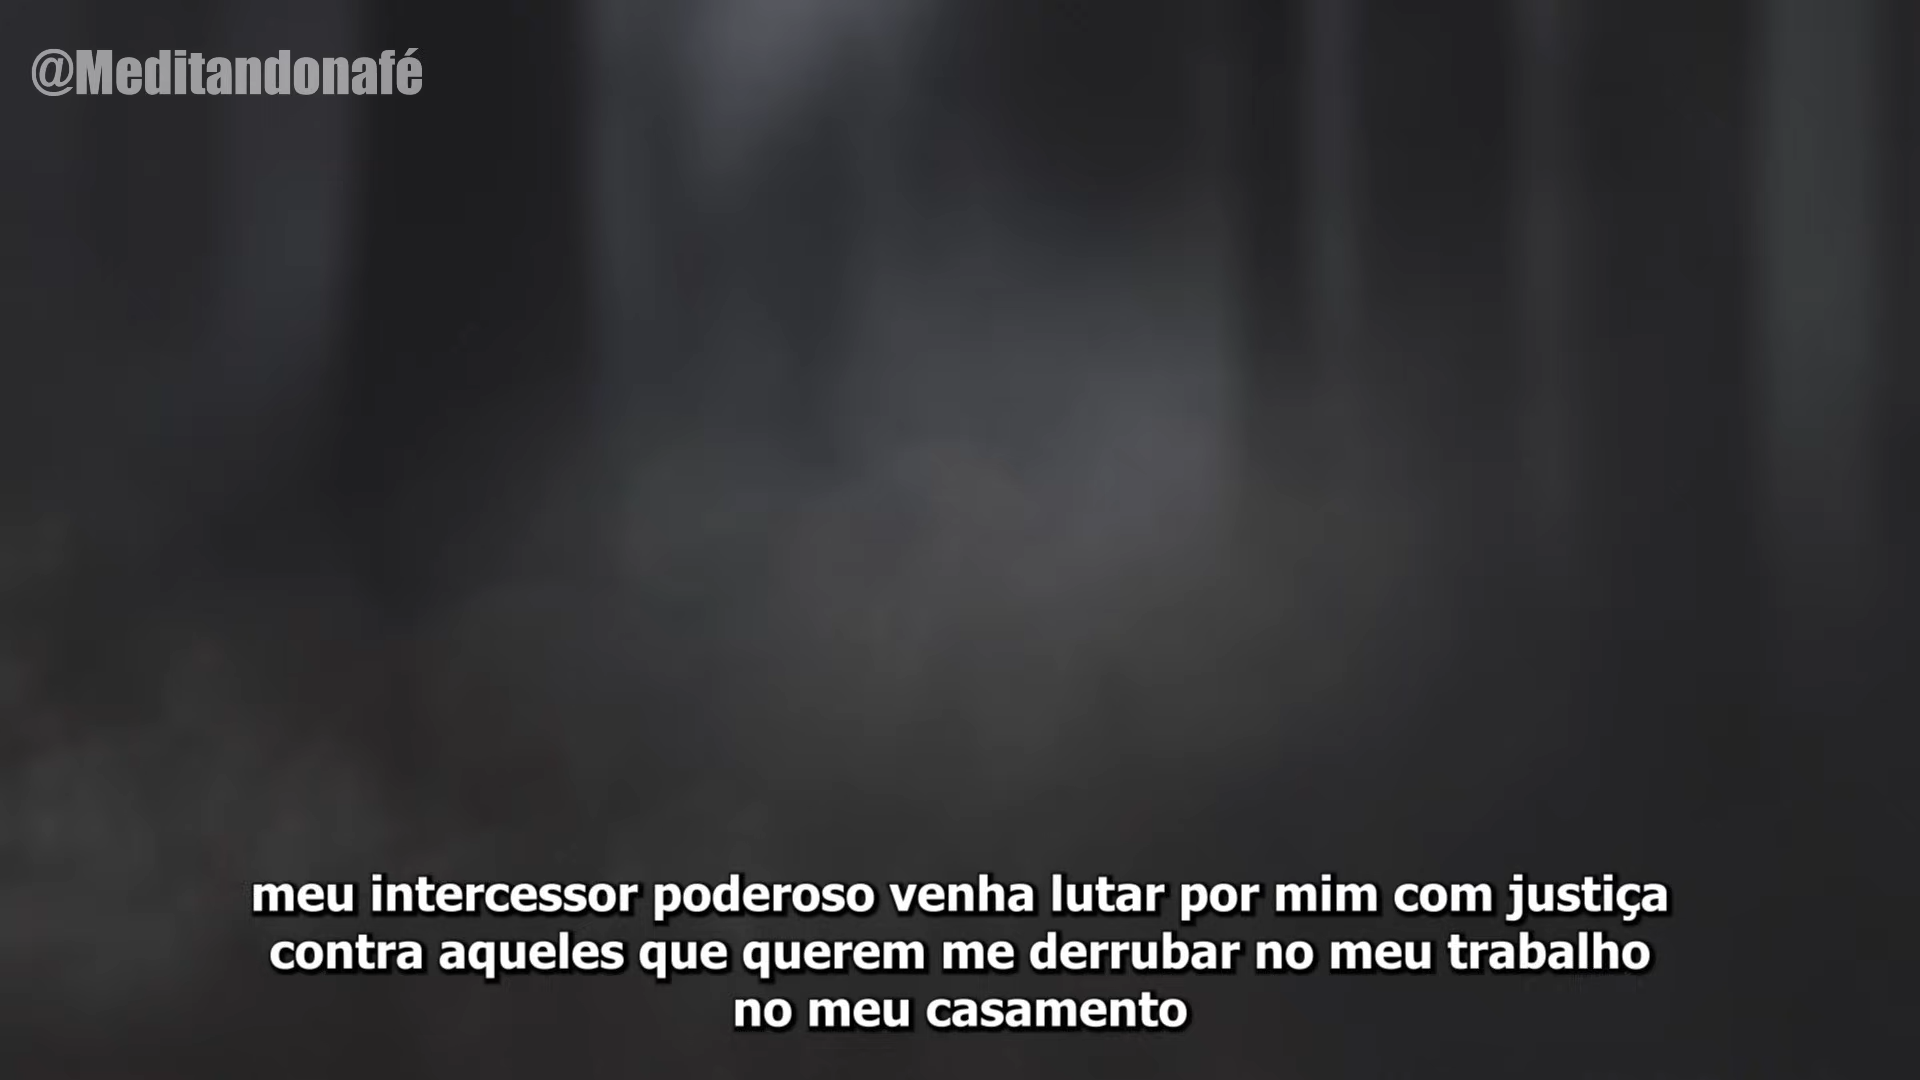 @Meditandonafé
meu intercessor poderoso venha lutar por mim com justiça
contra aqueles que querem me derrubar no meu trabalho
no meu casamento